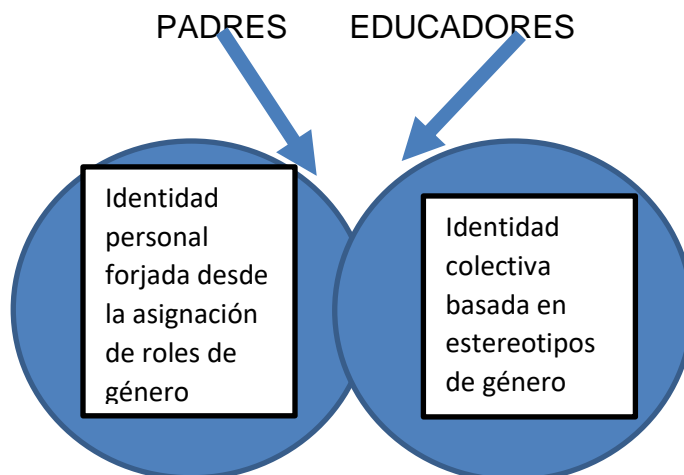 PADRES EDUCADORES
Identidad
personal
forjada desde
la asignación
de roles de
género
Identidad
colectiva
basada en
estereotipos
de género